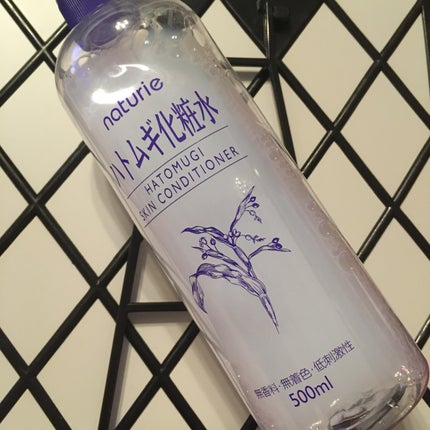 naturie
ハトムギ化粧水
HATOMUGI
SKIN CONDITIONER
無香料・無着色・低刺激性
500ml